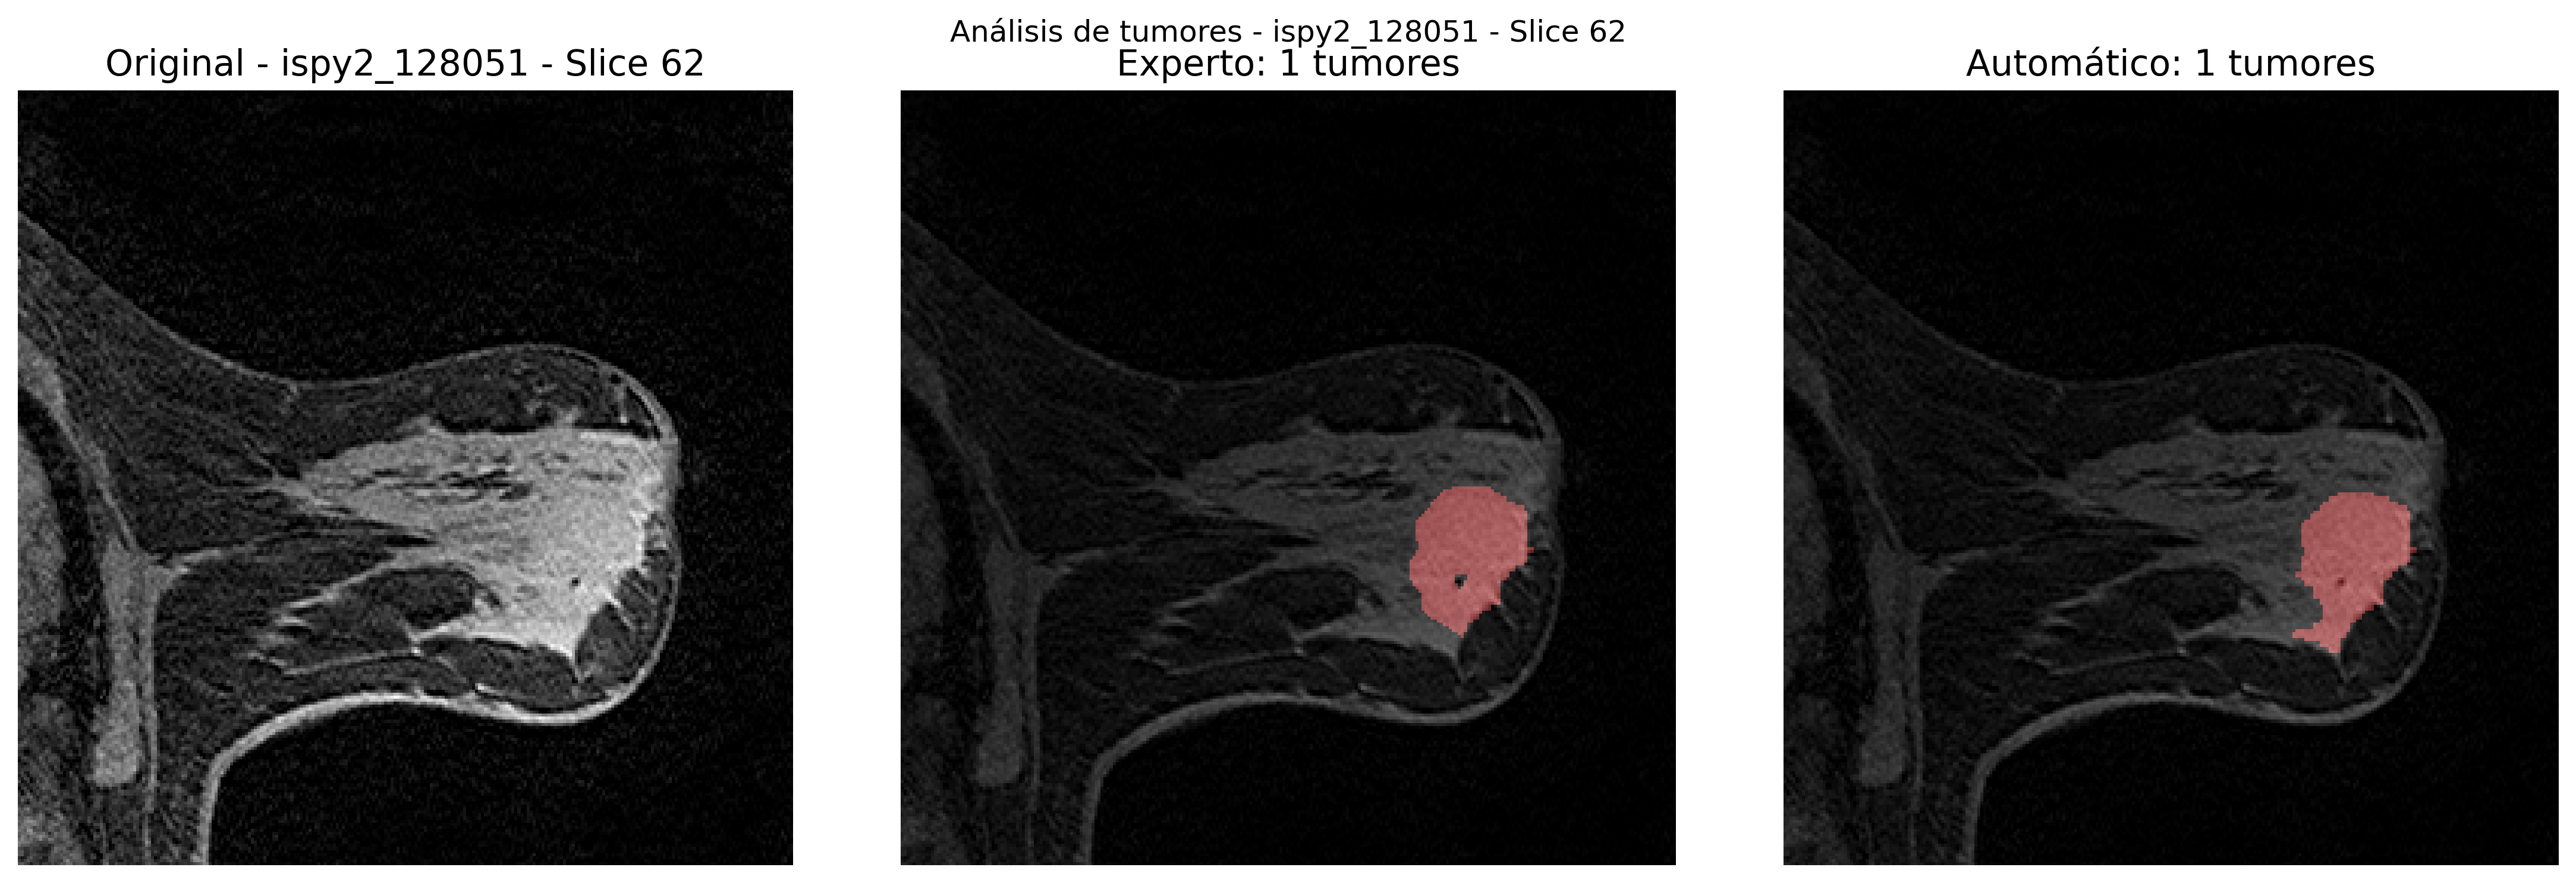 Análisis de tumores - ispy2_128051 - Slice 62
Original - ispy2_128051 - Slice 62
Experto: 1 tumores
Automático: 1 tumores